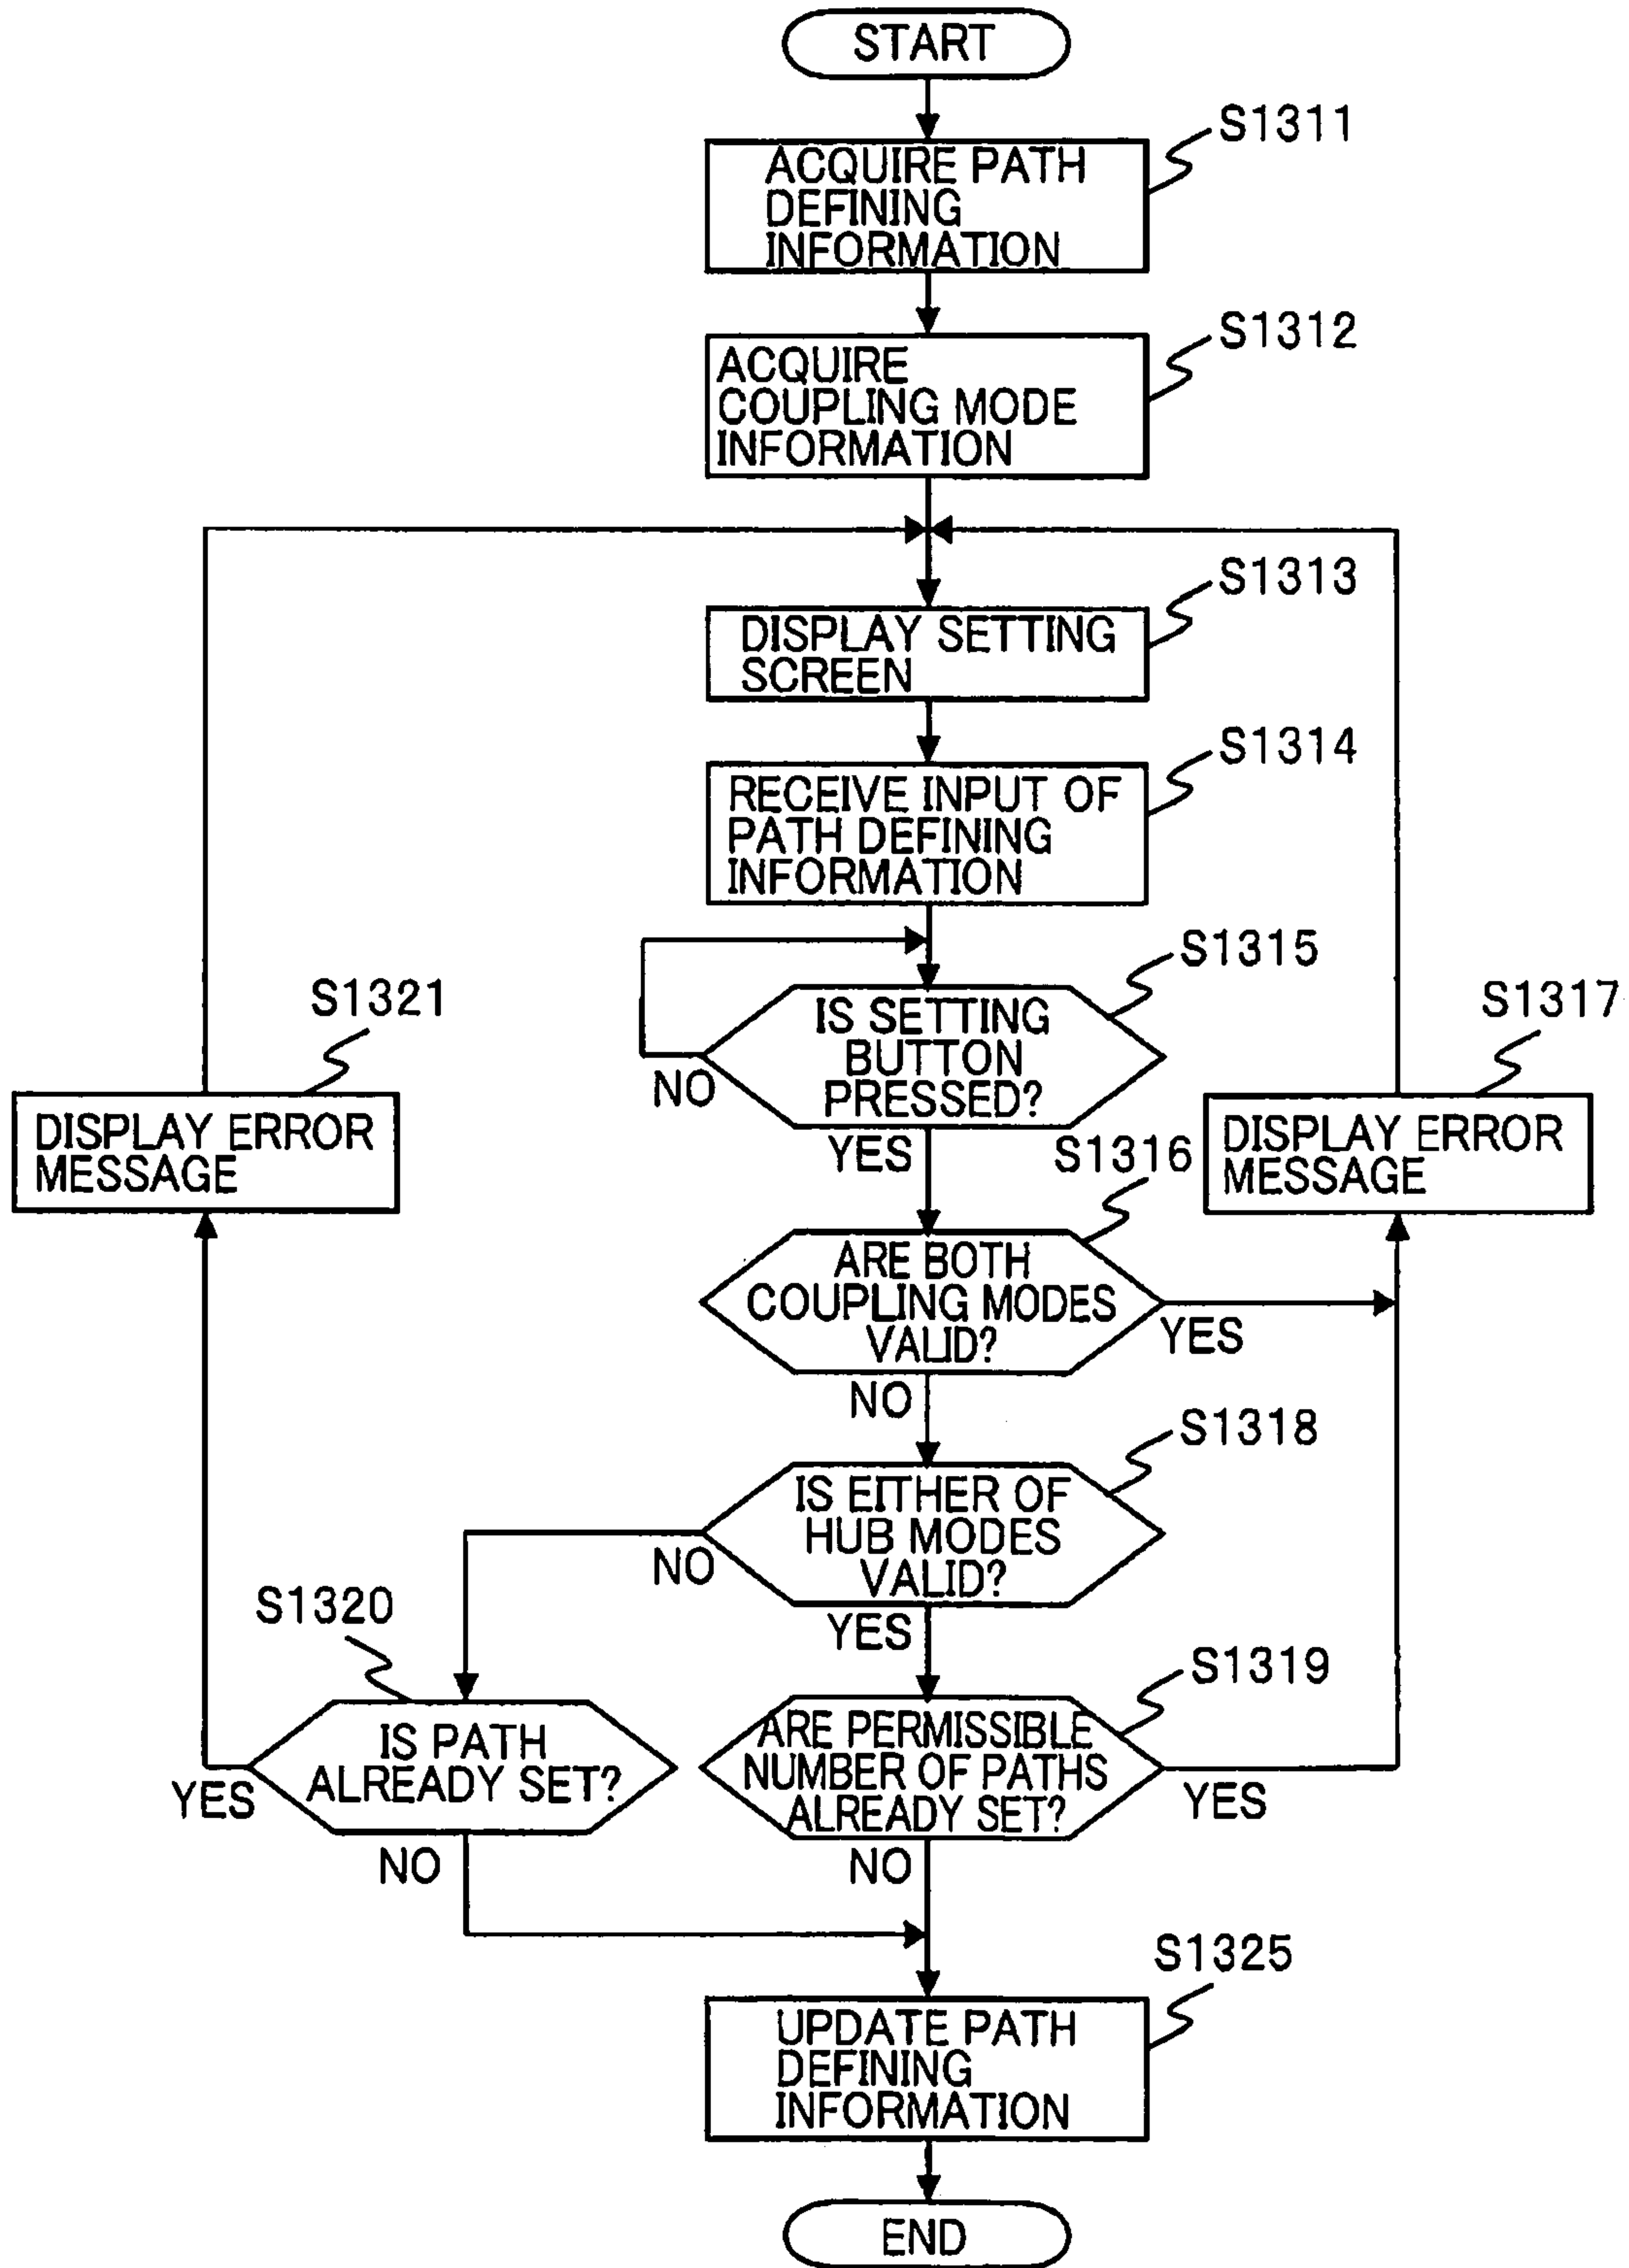 START
S1311
ACQUIRE PATH
DEFINING
INFORMATION
S1312
ACQUIRE
COUPLING MODE
INFORMATION
S1313
DISPLAY SETTING
SCREEN
S1314
RECEIVE INPUT OF
PATH DEFINING
INFORMATION
S1315
IS SETTING
BUTTON
PRESSED?
NO
YES
S1321
DISPLAY ERROR
MESSAGE
S1317
DISPLAY ERROR
MESSAGE
S1316
ARE BOTH
COUPLING MODES
VALID?
YES
NO
S1318
IS EITHER OF
HUB MODES
VALID?
NO
YES
S1320
IS PATH
ALREADY SET?
YES
NO
S1319
ARE PERMISSIBLE
NUMBER OF PATHS
ALREADY SET?
YES
NO
S1325
UPDATE PATH
DEFINING
INFORMATION
END